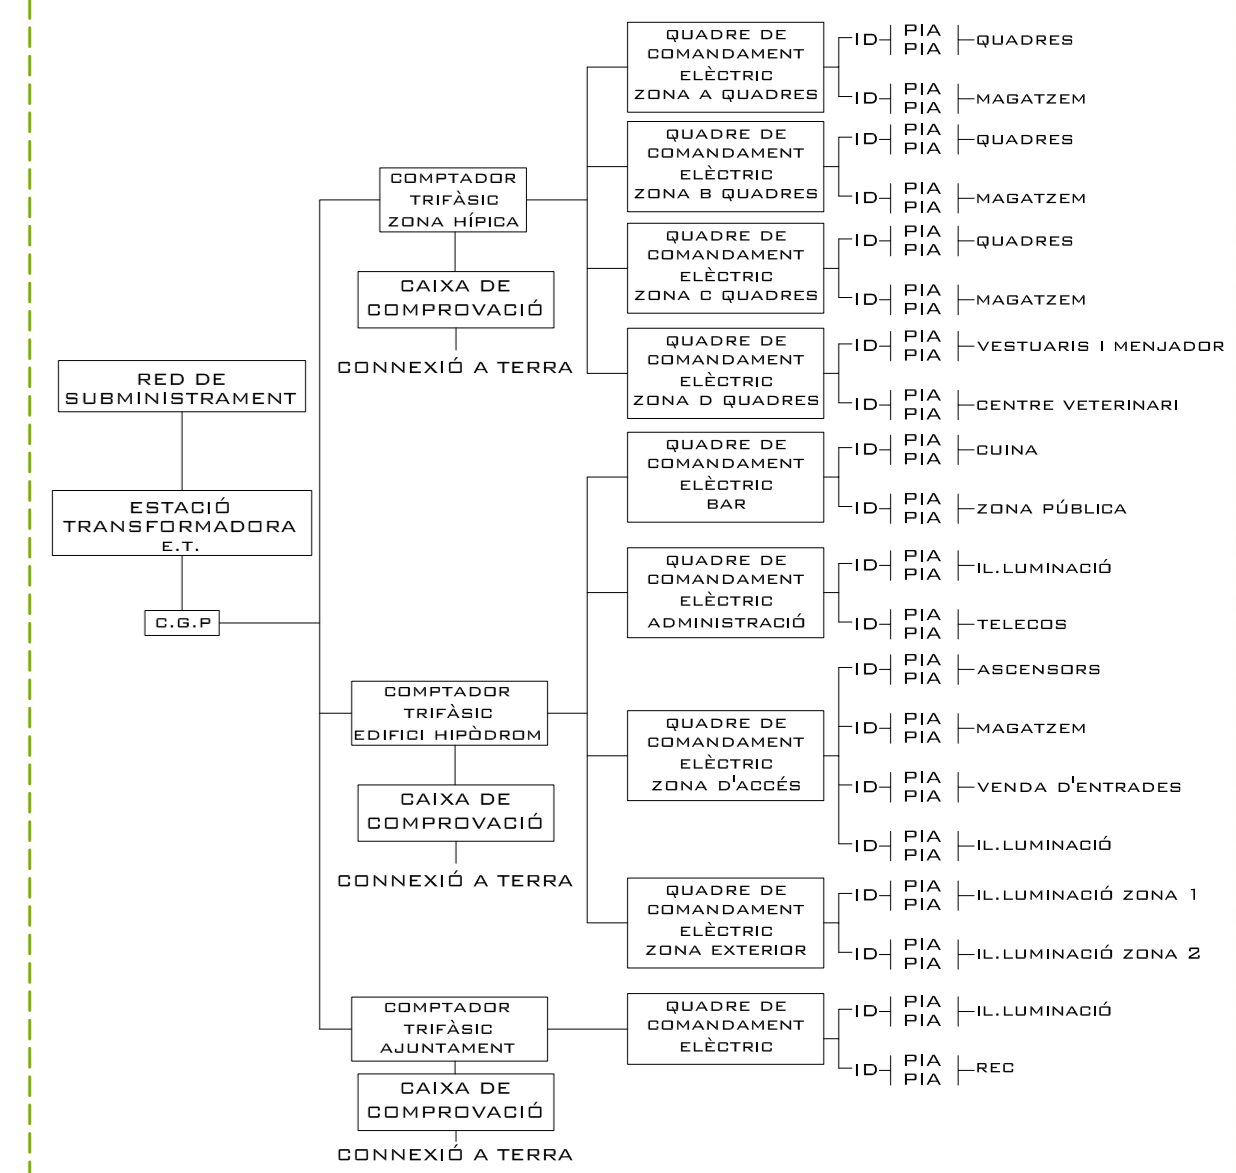 RED DE
SUBMINISTRAMENT
ESTACIÓ
TRANSFORMADORA
E.T.
C.G.P
COMPTADOR
TRIFÀSIC
ZONA HÍPICA
CAIXA DE
COMPROVACIÓ
CONNEXIÓ A TERRA
QUADRE DE
COMANDAMENT
ELÈCTRIC
ZONA A QUADRES
ID PIA QUADRES
PIA
ID PIA MAGATZEM
PIA
QUADRE DE
COMANDAMENT
ELÈCTRIC
ZONA B QUADRES
ID PIA QUADRES
PIA
ID PIA MAGATZEM
PIA
QUADRE DE
COMANDAMENT
ELÈCTRIC
ZONA C QUADRES
ID PIA QUADRES
PIA
ID PIA MAGATZEM
PIA
QUADRE DE
COMANDAMENT
ELÈCTRIC
ZONA D QUADRES
ID PIA VESTUARIS I MENJADOR
PIA
ID PIA CENTRE VETERINARI
PIA
COMPTADOR
TRIFÀSIC
EDIFICI HIPÒDROM
CAIXA DE
COMPROVACIÓ
CONNEXIÓ A TERRA
QUADRE DE
COMANDAMENT
ELÈCTRIC
BAR
ID PIA CUINA
PIA
ID PIA ZONA PÚBLICA
PIA
QUADRE DE
COMANDAMENT
ELÈCTRIC
ADMINISTRACIÓ
ID PIA IL.LUMINACIÓ
PIA
ID PIA TELECOS
PIA
QUADRE DE
COMANDAMENT
ELÈCTRIC
ZONA D'ACCÉS
ID PIA ASCENSORS
PIA
ID PIA MAGATZEM
PIA
ID PIA VENDA D'ENTRADES
PIA
ID PIA IL.LUMINACIÓ
PIA
QUADRE DE
COMANDAMENT
ELÈCTRIC
ZONA EXTERIOR
ID PIA IL.LUMINACIÓ ZONA 1
PIA
ID PIA IL.LUMINACIÓ ZONA 2
PIA
COMPTADOR
TRIFÀSIC
AJUNTAMENT
CAIXA DE
COMPROVACIÓ
CONNEXIÓ A TERRA
QUADRE DE
COMANDAMENT
ELÈCTRIC
ID PIA IL.LUMINACIÓ
PIA
ID PIA REC
PIA